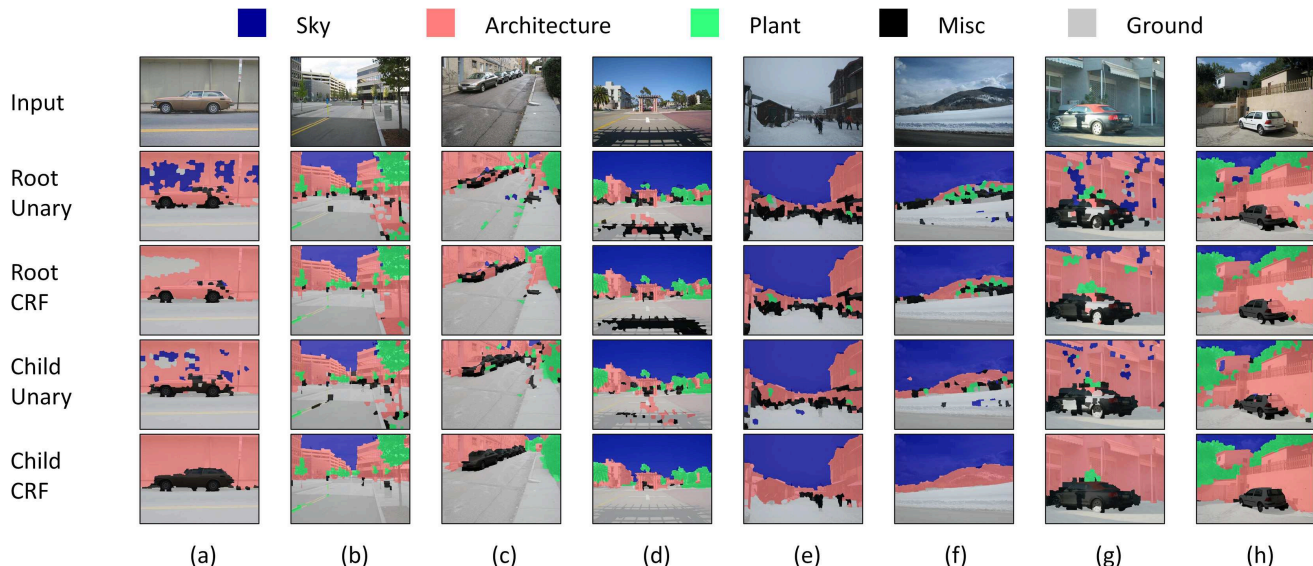 Sky Architecture Plant Misc Ground
Input
Root
Unary
Root
CRF
Child
Unary
Child
CRF
(a) (b) (c) (d) (e) (f) (g) (h)